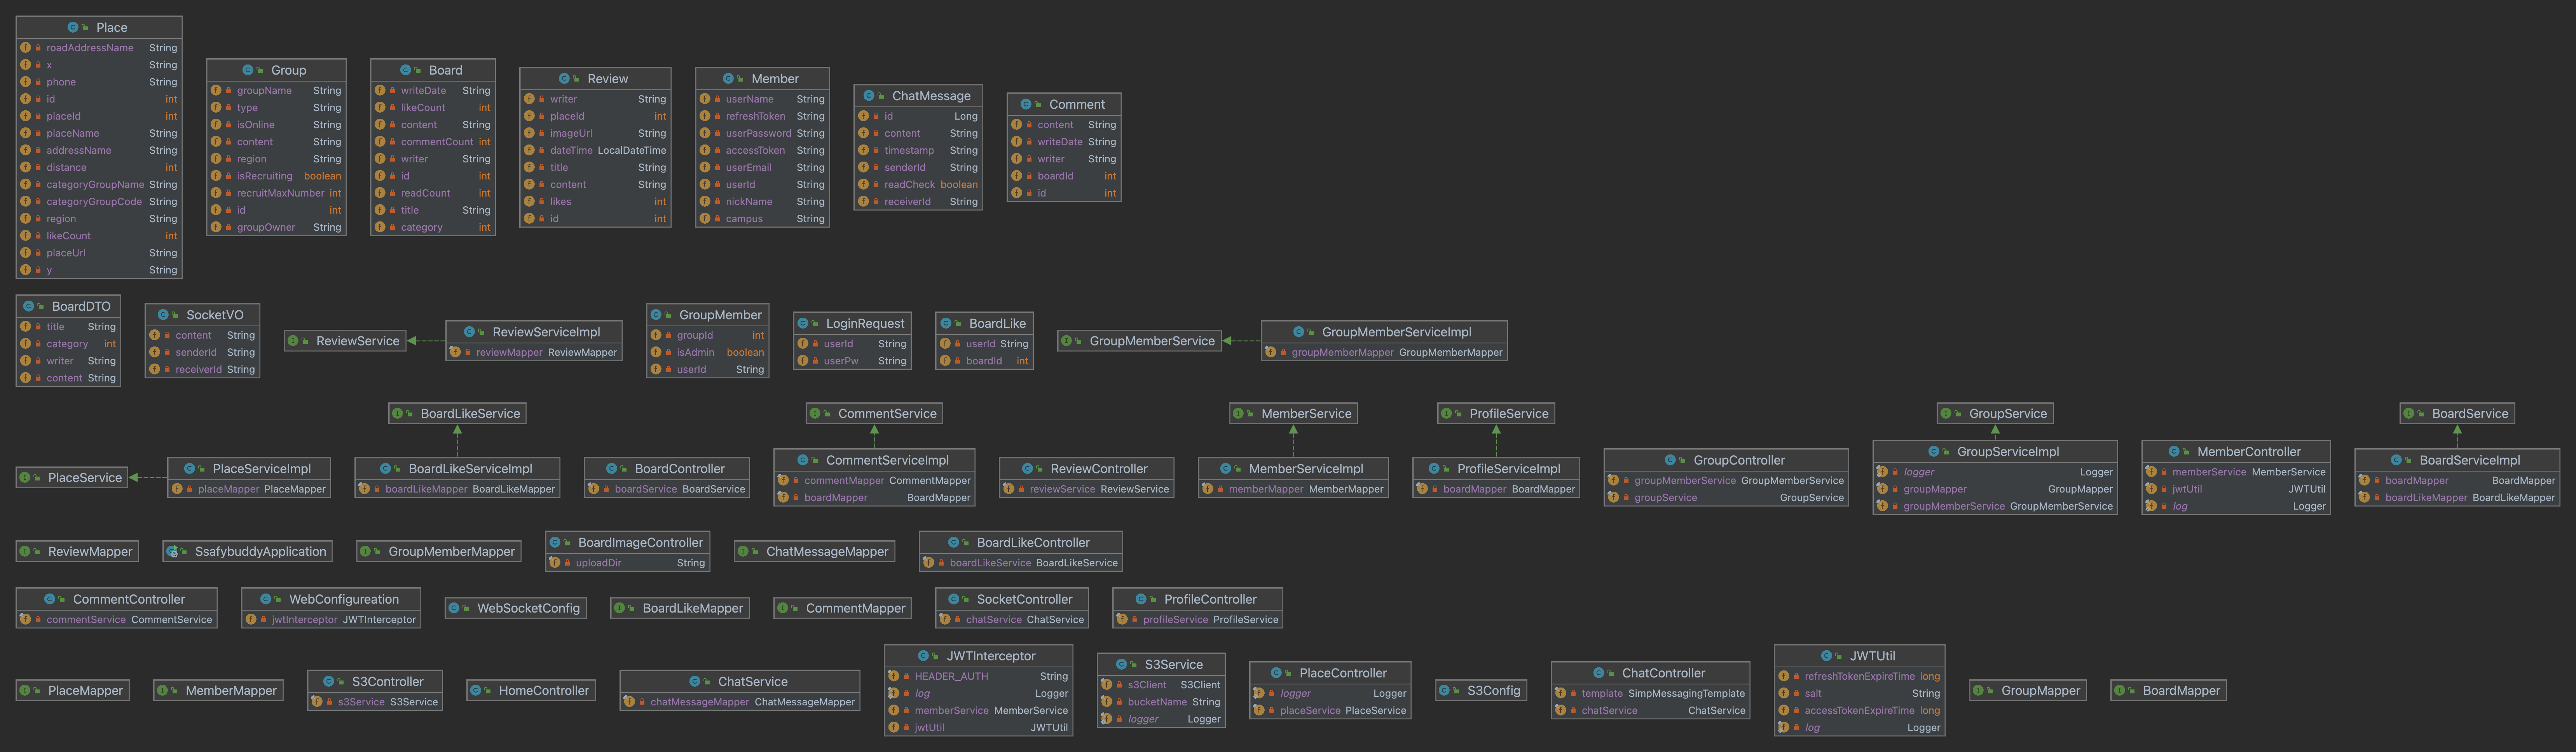 Place
roadAddressName String
x String
phone String
id int
placeId int
placeName String
addressName String
distance int
categoryGroupName String
categoryGroupCode String
region String
likeCount int
placeUrl String
y String
Group
groupName String
type String
isOnline String
content String
region String
isRecruiting boolean
recruitMaxNumber int
id int
groupOwner String
Board
writeDate String
likeCount int
content String
commentCount int
writer String
id int
readCount int
title String
category int
Review
writer String
placeId int
imageUrl String
dateTime LocalDateTime
title String
content String
likes int
id int
Member
userName String
refreshToken String
userPassword String
accessToken String
userEmail String
userId String
nickName String
campus String
ChatMessage
id Long
content String
timestamp String
senderId String
readCheck boolean
receiverId String
Comment
content String
writeDate String
writer String
boardId int
id int
BoardDTO
title String
category int
writer String
content String
SocketVO
content String
senderId String
receiverId String
ReviewService
ReviewServiceImpl
reviewMapper ReviewMapper
GroupMember
groupId int
isAdmin boolean
userId String
LoginRequest
userId String
userPw String
BoardLike
userId String
boardId int
GroupMemberService
GroupMemberServiceImpl
groupMemberMapper GroupMemberMapper
BoardLikeService
CommentService
MemberService
ProfileService
GroupService
BoardService
PlaceService
PlaceServiceImpl
placeMapper PlaceMapper
BoardLikeServiceImpl
boardLikeMapper BoardLikeMapper
BoardController
boardService BoardService
CommentServiceImpl
commentMapper CommentMapper
boardMapper BoardMapper
ReviewController
reviewService ReviewService
MemberServiceImpl
memberMapper MemberMapper
ProfileServiceImpl
boardMapper BoardMapper
GroupController
groupMemberService GroupMemberService
groupService GroupService
GroupServiceImpl
logger Logger
groupMapper GroupMapper
groupMemberService GroupMemberService
MemberController
memberService MemberService
jwtUtil JWTUtil
log Logger
BoardServiceImpl
boardMapper BoardMapper
boardLikeMapper BoardLikeMapper
ReviewMapper
SsafybuddyApplication
GroupMemberMapper
BoardImageController
uploadDir String
ChatMessageMapper
BoardLikeController
boardLikeService BoardLikeService
CommentController
commentService CommentService
WebConfigureation
jwtInterceptor JWTInterceptor
WebSocketConfig
BoardLikeMapper
CommentMapper
SocketController
chatService ChatService
ProfileController
profileService ProfileService
PlaceMapper
MemberMapper
S3Controller
s3Service S3Service
HomeController
ChatService
chatMessageMapper ChatMessageMapper
JWTInterceptor
HEADER_AUTH String
log Logger
memberService MemberService
jwtUtil JWTUtil
S3Service
s3Client S3Client
bucketName String
logger Logger
PlaceController
logger Logger
placeService PlaceService
S3Config
ChatController
template SimpMessagingTemplate
chatService ChatService
JWTUtil
refreshTokenExpireTime long
salt String
accessTokenExpireTime long
log Logger
GroupMapper
BoardMapper